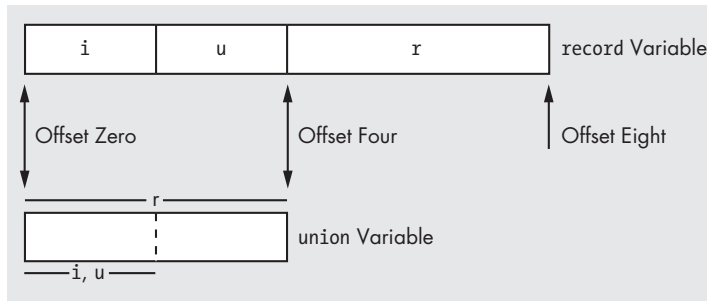 i u r record Variable
Offset Zero Offset Four Offset Eight
r
union Variable
i, u